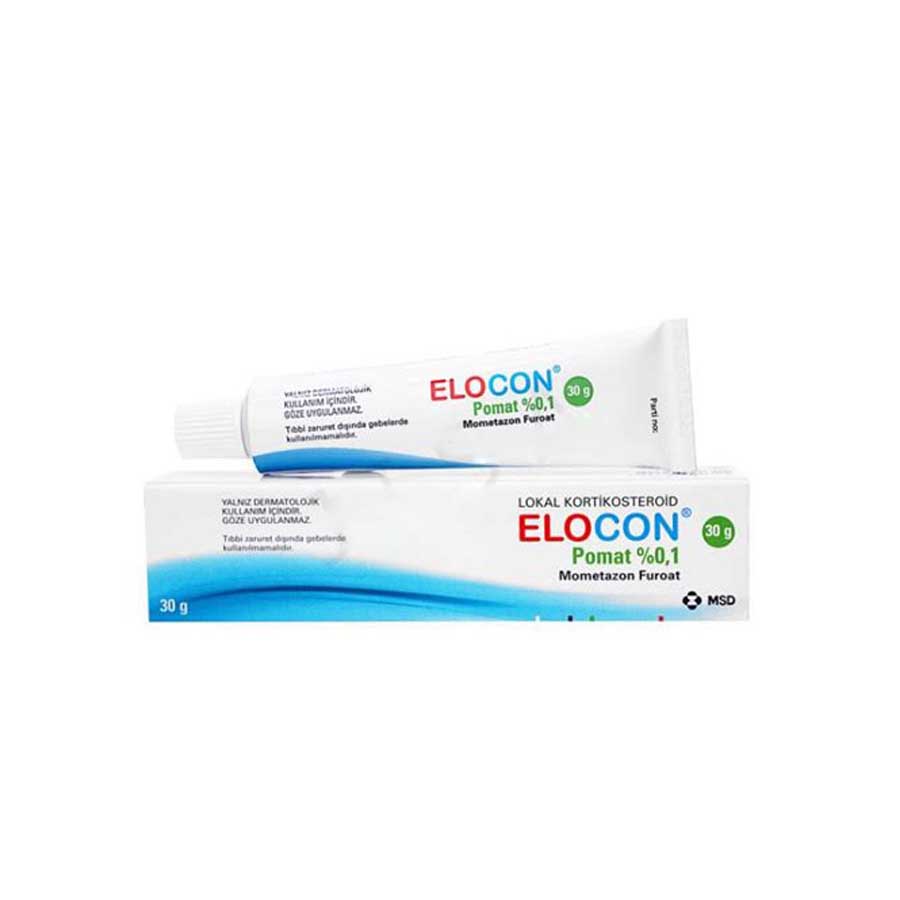 YALNIZ DERMATOLOJİK
KULLANIM İÇİNDİR.
GÖZE UYGULANMAZ.
Tıbbi zaruret dışında gebelerde
kullanılmamalıdır.
ELOCON®
30 g
Pomat %0,1
Mometazon Furoat
Parti no:
YALNIZ DERMATOLOJİK
KULLANIM İÇİNDİR.
GÖZE UYGULANMAZ.
Tıbbi zaruret dışında gebelerde
kullanılmamalıdır.
30 g
LOKAL KORTİKOSTEROİD
ELOCON®
30 g
Pomat %0,1
Mometazon Furoat
MSD